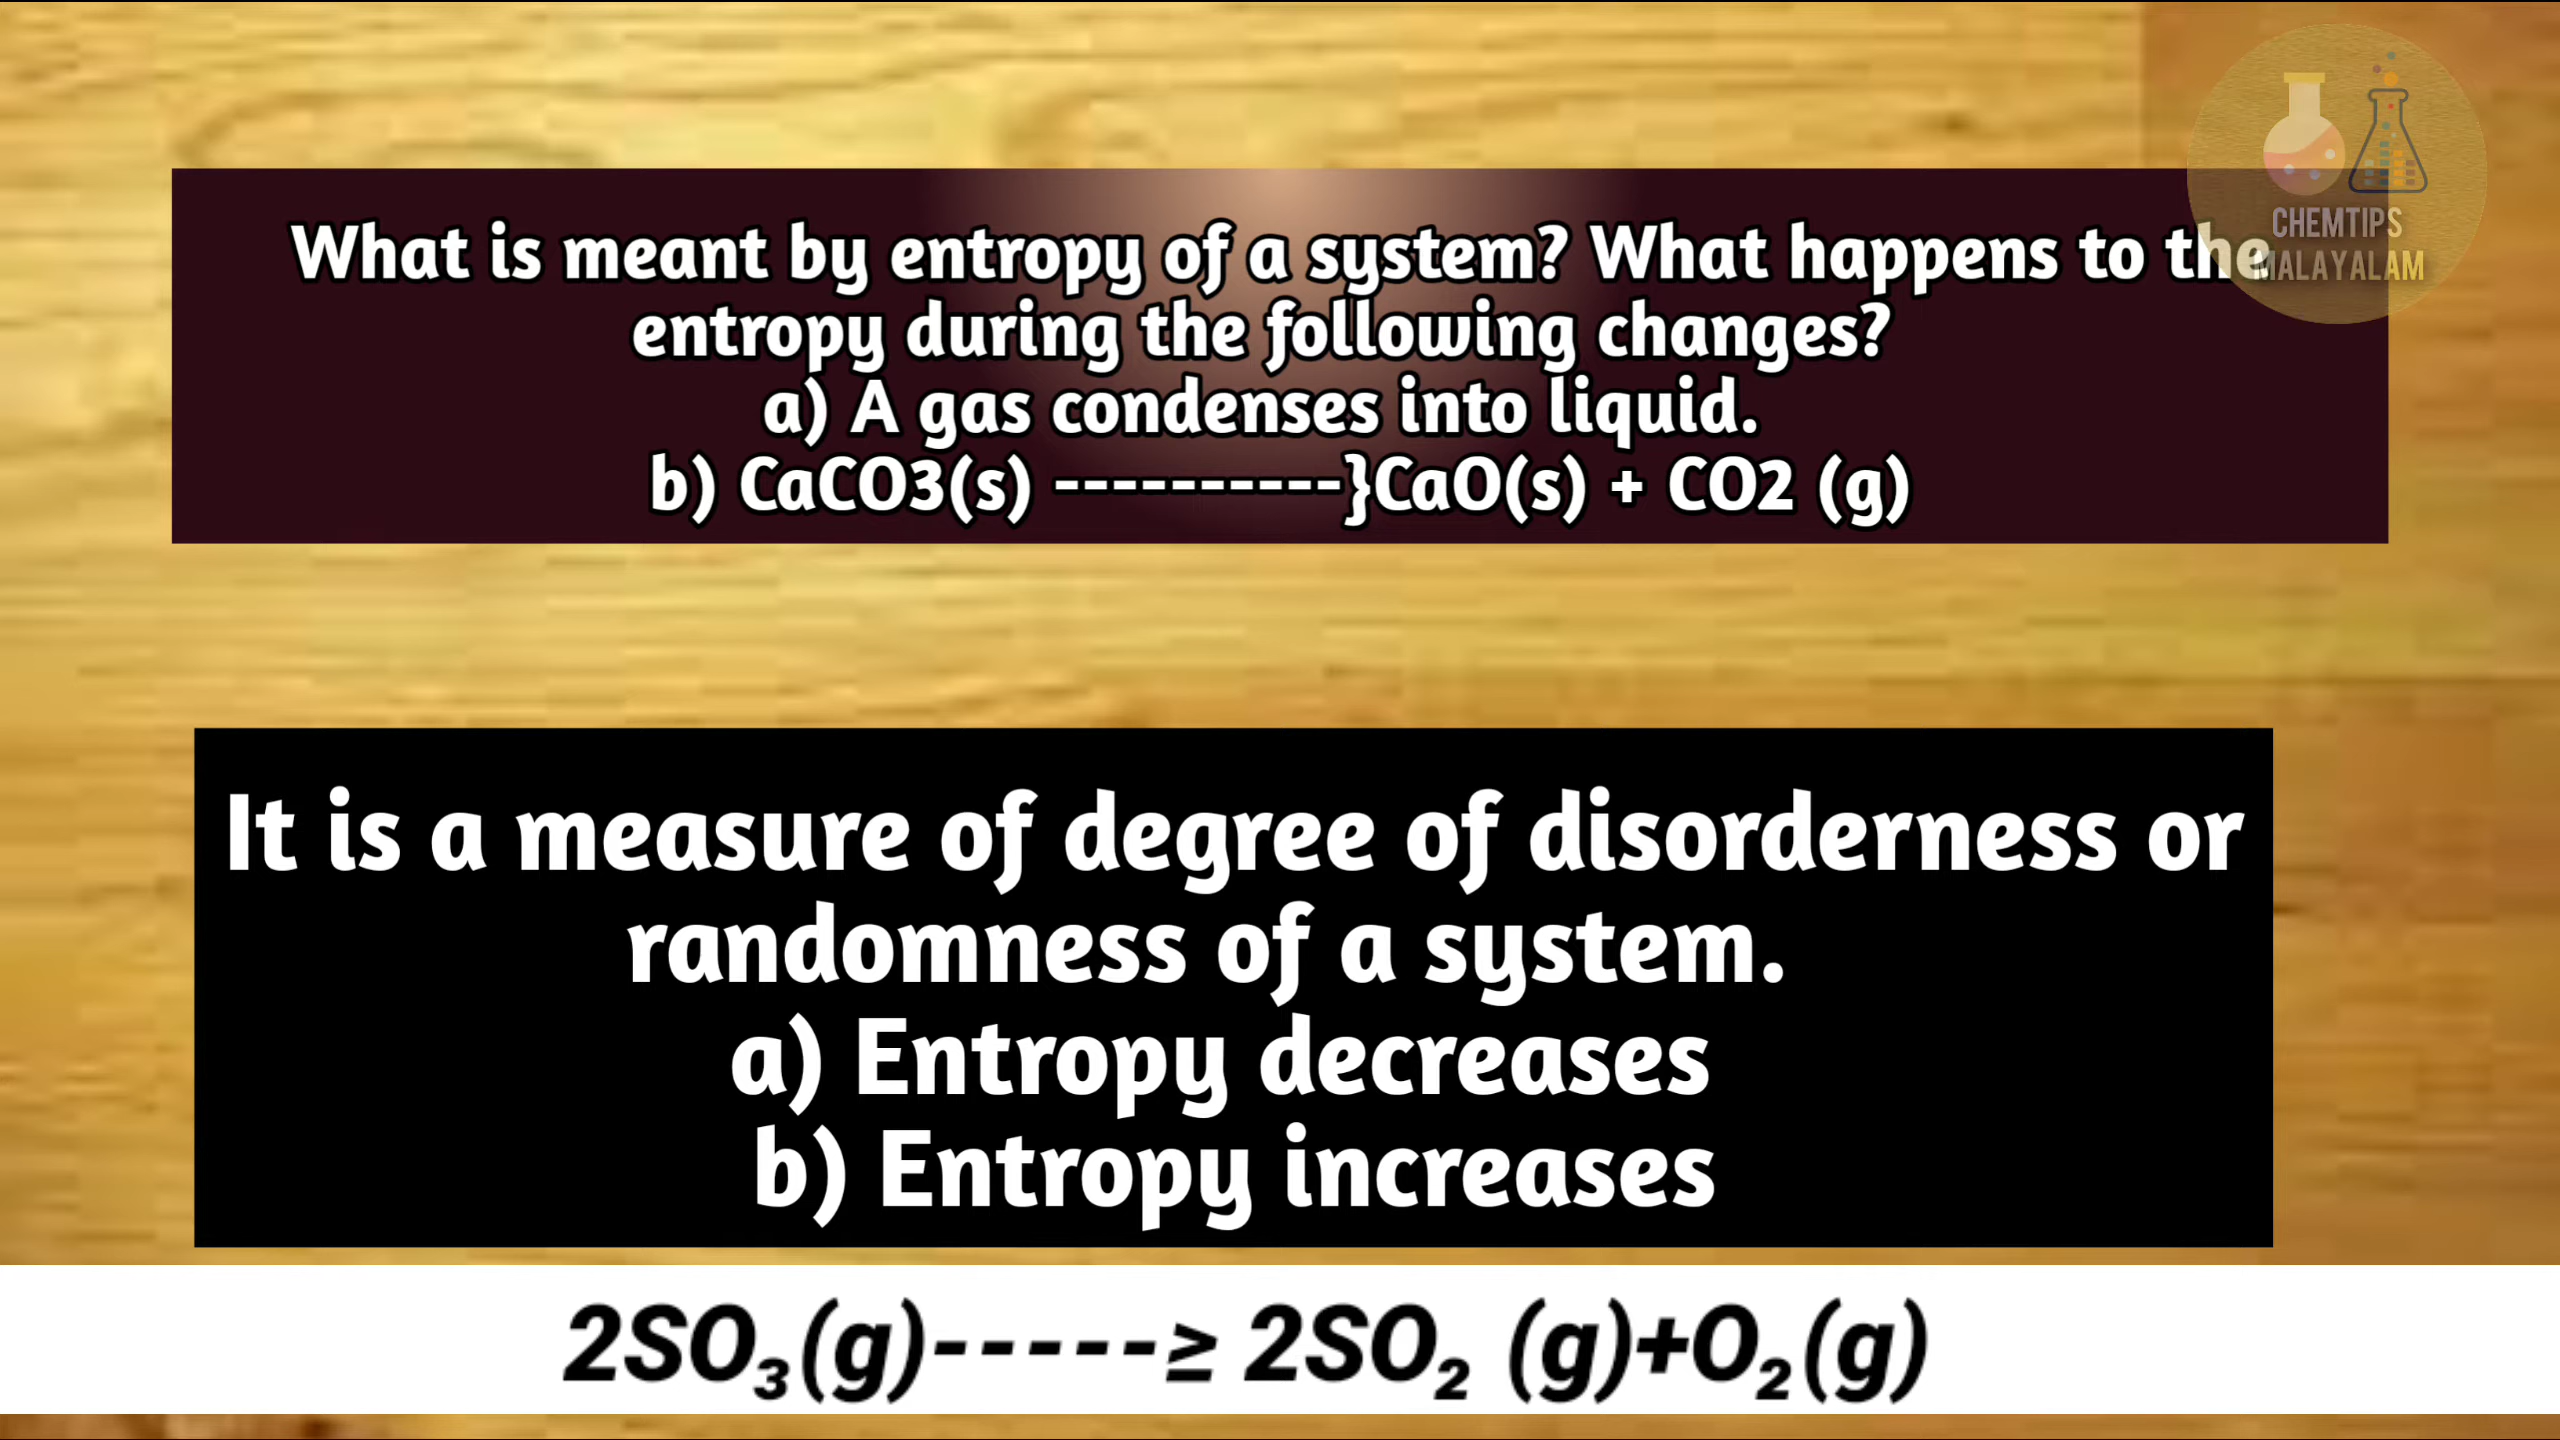 CHEMTIPS
MALAYALAM
What is meant by entropy of a system? What happens to the
entropy during the following changes?
a) A gas condenses into liquid.
b) CaCO3(s) ----------}CaO(s) + CO2 (g)
It is a measure of degree of disorderness or
randomness of a system.
a) Entropy decreases
b) Entropy increases
2SO₃(g)-----≥ 2SO₂ (g)+O₂(g)